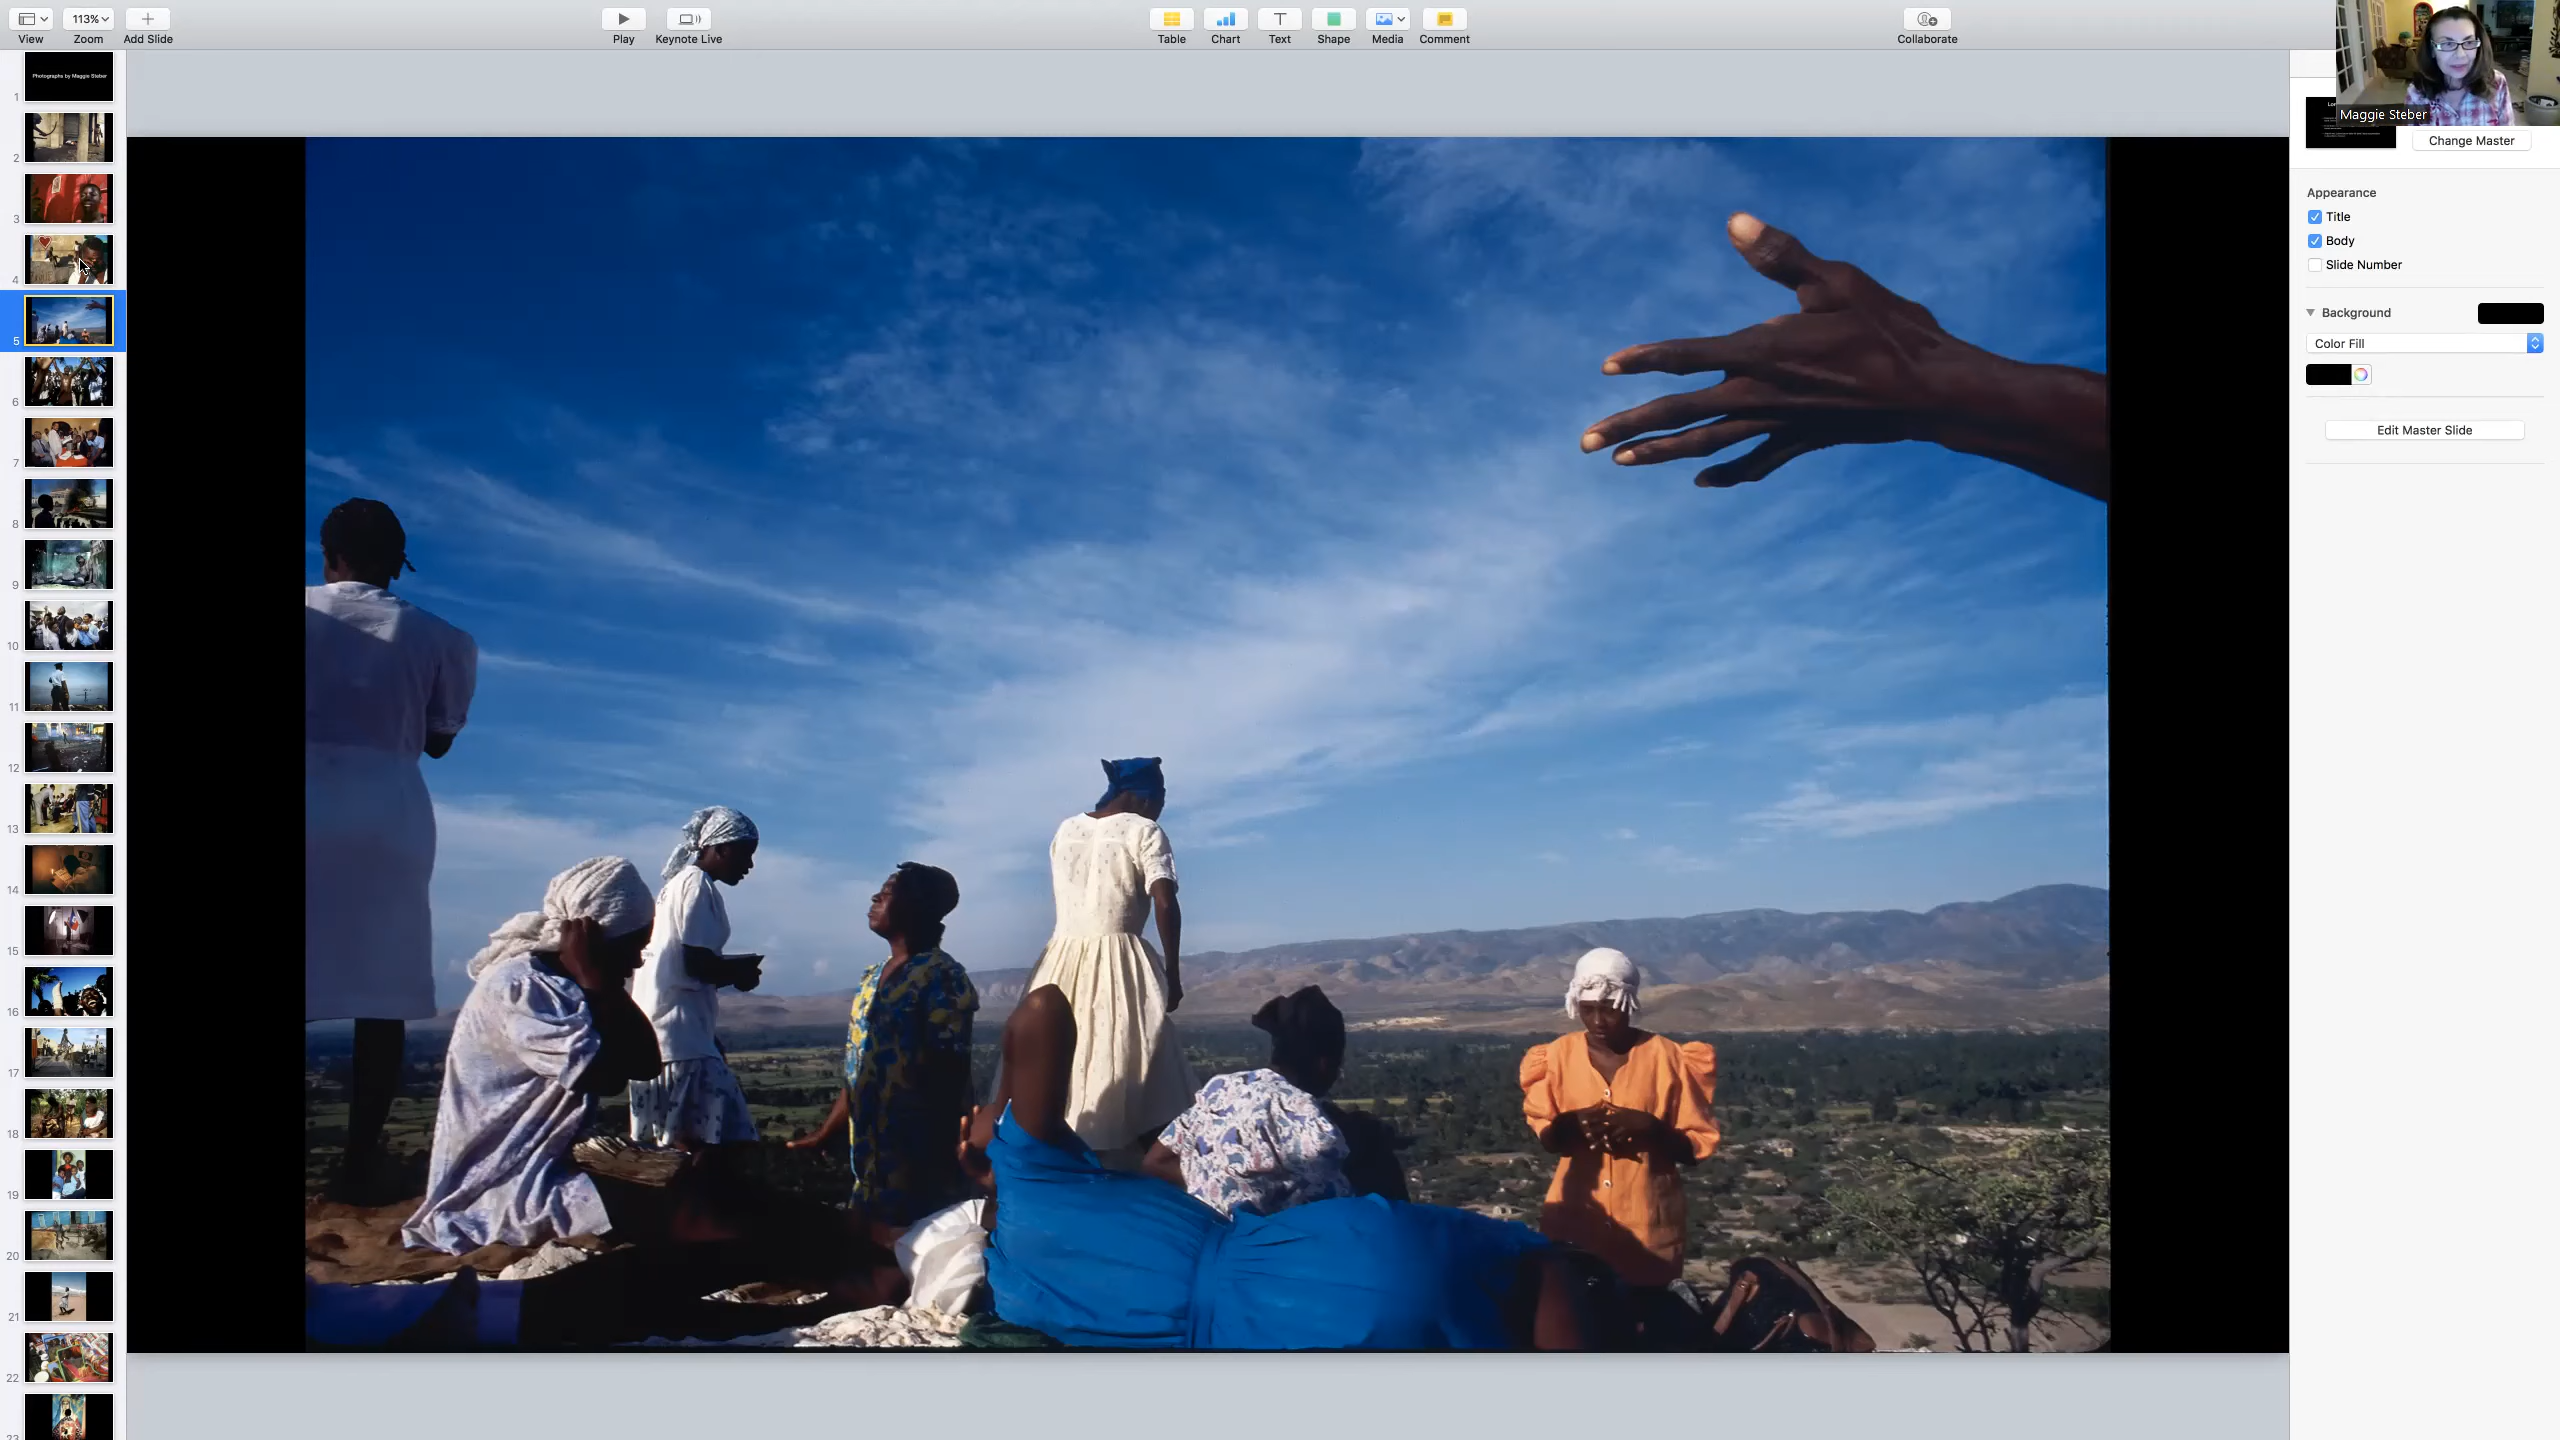 113%
View
Zoom
Add Slide
Play
Keynote Live
Table
Chart
Text
Shape
Media
Comment
Collaborate
Photographs by Maggie Steber
1
2
3
4
5
6
7
8
9
10
11
12
13
14
15
16
17
18
19
20
21
22
23
Maggie Steber
Change Master
Appearance
Title
Body
Slide Number
Background
Color Fill
Edit Master Slide